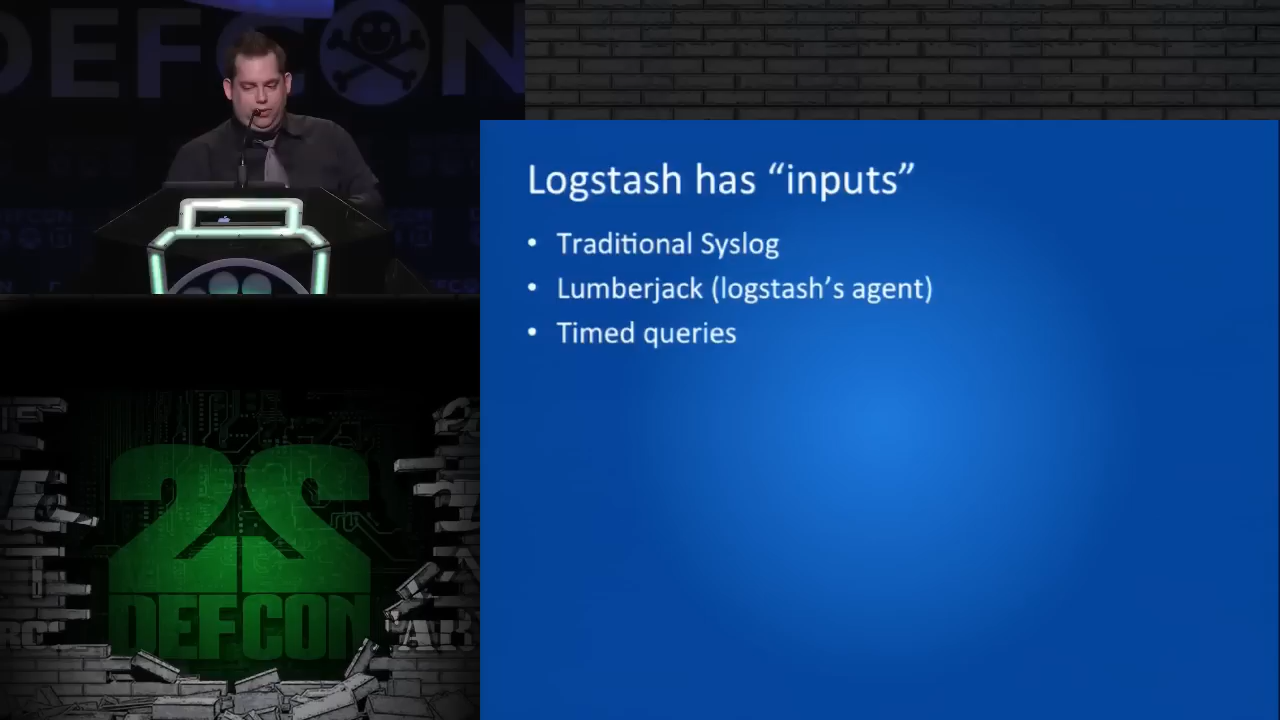 DEFCON
Logstash has “inputs”
• Traditional Syslog
• Lumberjack (logstash’s agent)
• Timed queries
22
DEFCON